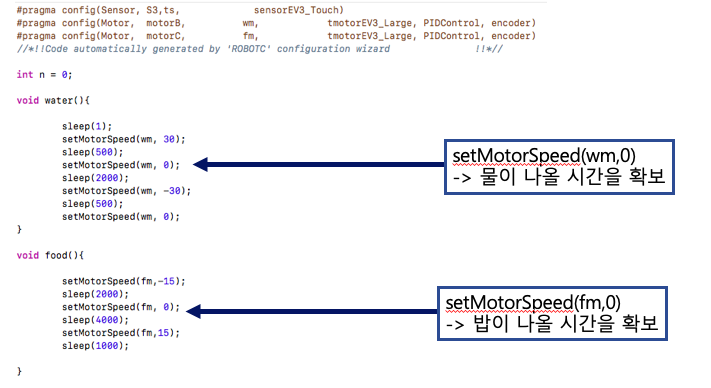 #pragma config(Sensor, S3,ts, sensorEV3_Touch)
#pragma config(Motor, motorB, wm, tmotorEV3_Large, PIDControl, encoder)
#pragma config(Motor, motorC, fm, tmotorEV3_Large, PIDControl, encoder)
//*!!Code automatically generated by 'ROBOTC' configuration wizard !!*//
int n = 0;
void water(){
sleep(1);
setMotorSpeed(wm, 30);
sleep(500);
setMotorSpeed(wm, 0);
sleep(2000);
setMotorSpeed(wm, -30);
sleep(500);
setMotorSpeed(wm, 0);
}
setMotorSpeed(wm,0)
-> 물이 나올 시간을 확보
void food(){
setMotorSpeed(fm,-15);
sleep(2000);
setMotorSpeed(fm, 0);
sleep(4000);
setMotorSpeed(fm,15);
sleep(1000);
}
setMotorSpeed(fm,0)
-> 밥이 나올 시간을 확보